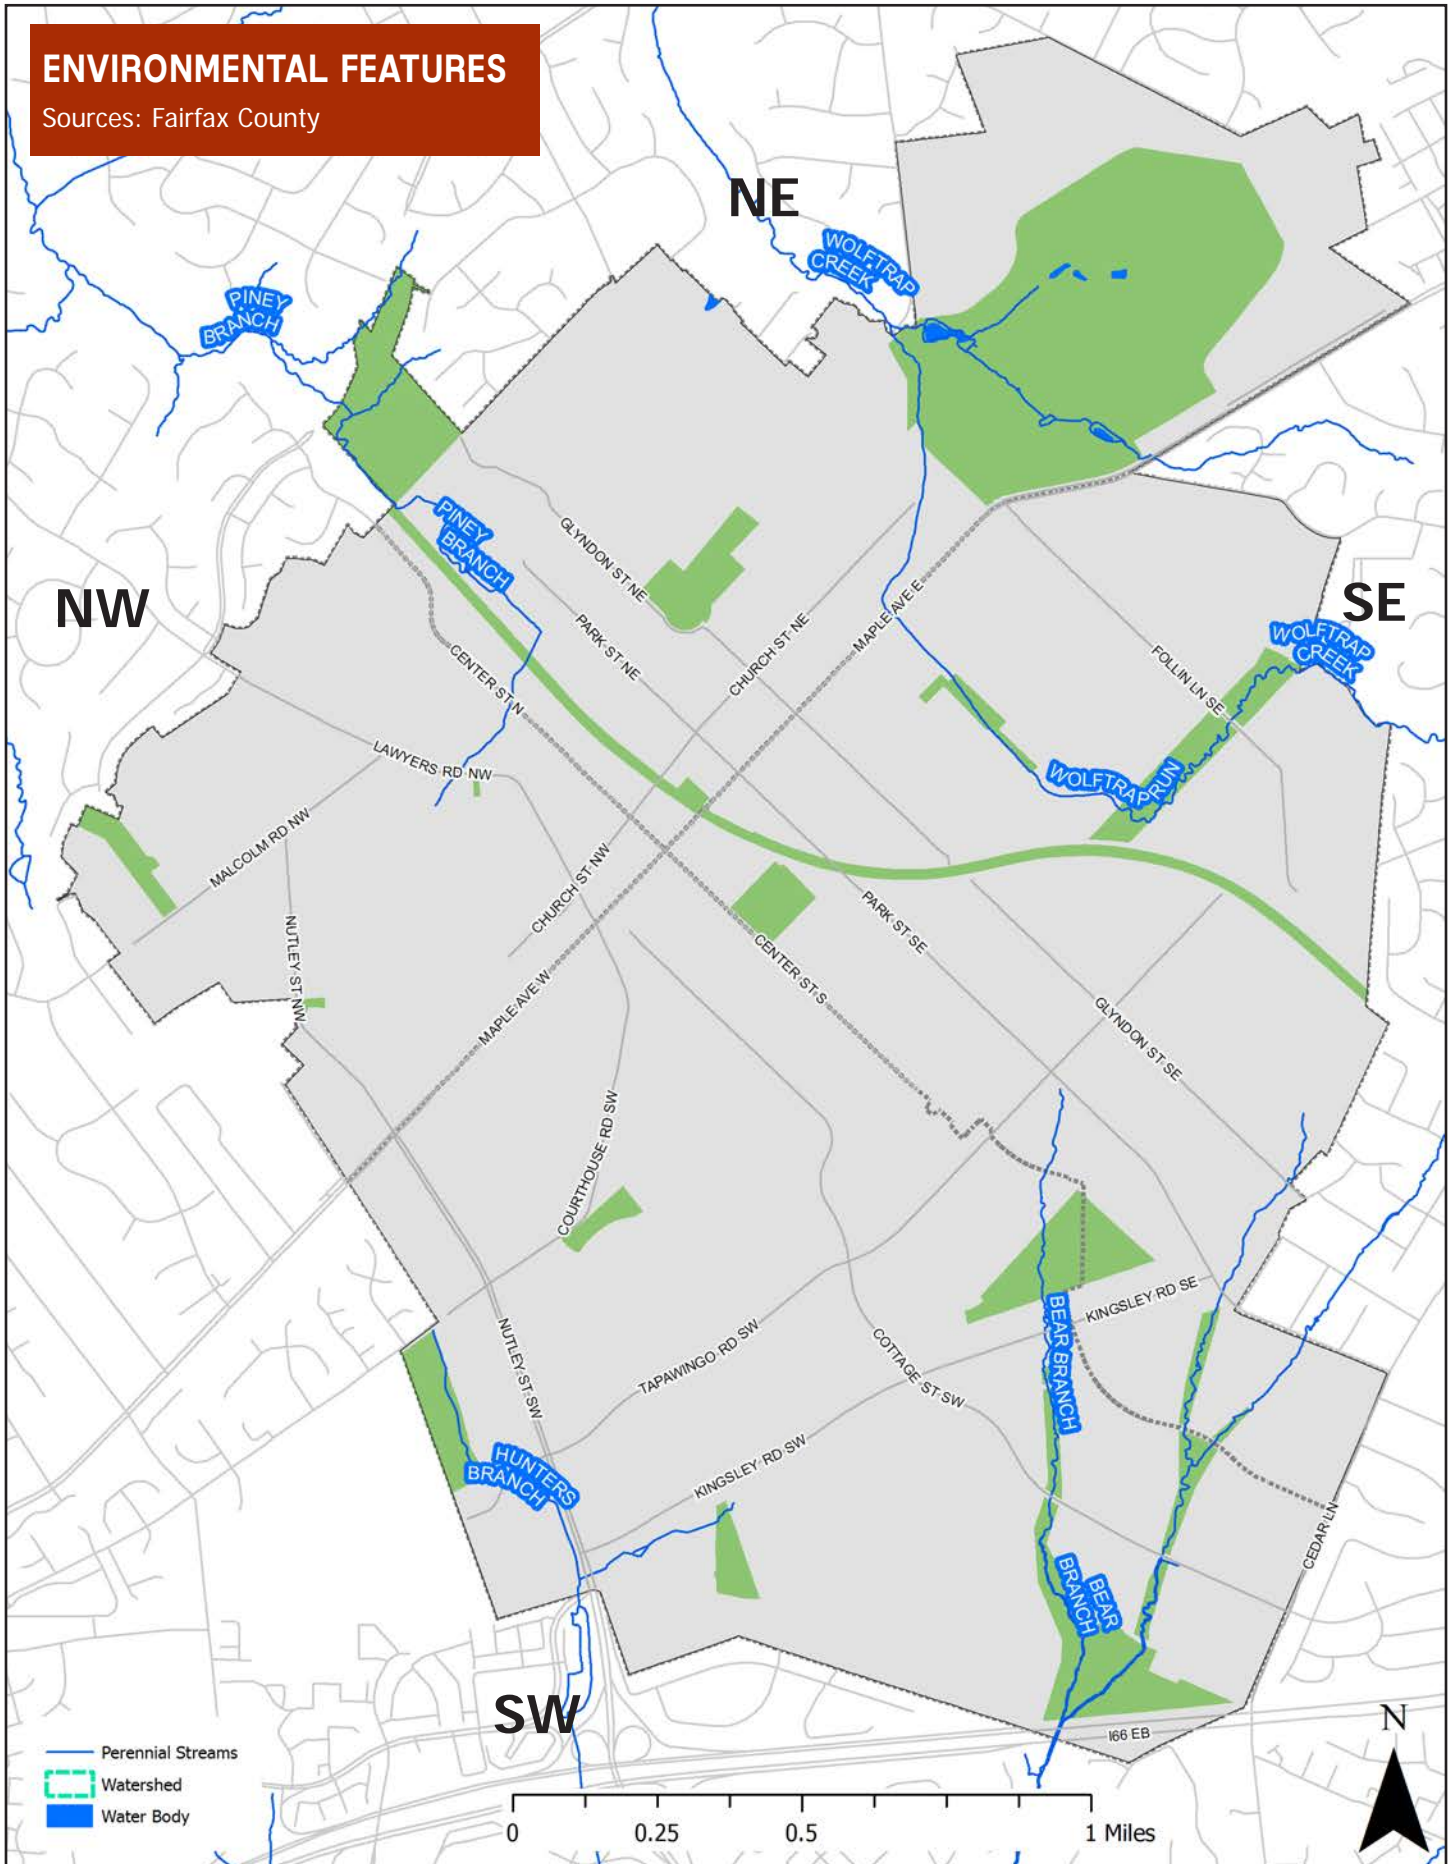 ENVIRONMENTAL FEATURES
Sources: Fairfax County
NE
WOLFTRAP
CREEK
PINEY
BRANCH
PINEY
BRANCH
GLYNDON ST NE
NW
SE
PARK ST NE
CHURCH ST NE
MAPLE AVE E
WOLFTRAP
CREEK
CENTER ST N
FOLLIN LN SE
LAWYERS RD NW
WOLFTRAP RUN
MALCOLM RD NW
CHURCH ST NW
NUTLEY ST NW
PARK ST SE
CENTER ST S
MAPLE AVE W
GLYNDON ST SE
COURTHOUSE RD SW
KINGSLEY RD SE
BEAR BRANCH
NUTLEY ST SW
TAPAWINGO RD SW
COTTAGE ST SW
HUNTERS
BRANCH
KINGSLEY RD SW
CEDAR LN
BEAR
BRANCH
SW
I66 EB
N
Perennial Streams
Watershed
Water Body
0 0.25 0.5 1 Miles